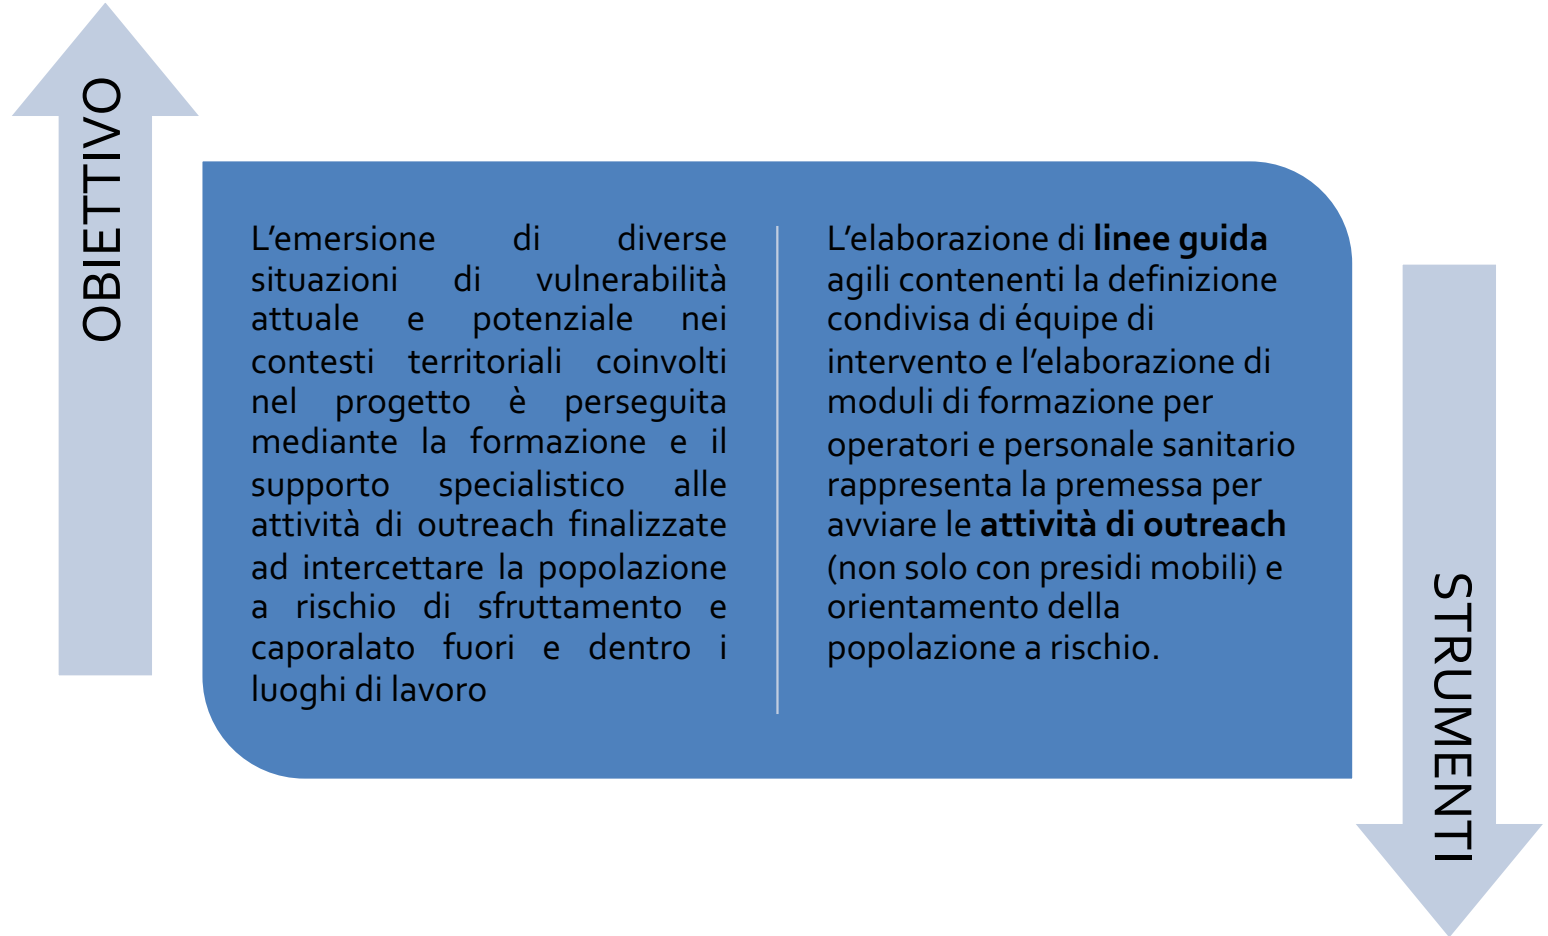 OBIETTIVO
L’emersione di diverse
situazioni di vulnerabilità
attuale e potenziale nei
contesti territoriali coinvolti
nel progetto è perseguita
mediante la formazione e il
supporto specialistico alle
attività di outreach finalizzate
ad intercettare la popolazione
a rischio di sfruttamento e
caporalato fuori e dentro i
luoghi di lavoro
L’elaborazione di linee guida
agili contenenti la definizione
condivisa di équipe di
intervento e l’elaborazione di
moduli di formazione per
operatori e personale sanitario
rappresenta la premessa per
avviare le attività di outreach
(non solo con presidi mobili) e
orientamento della
popolazione a rischio.
STRUMENTI